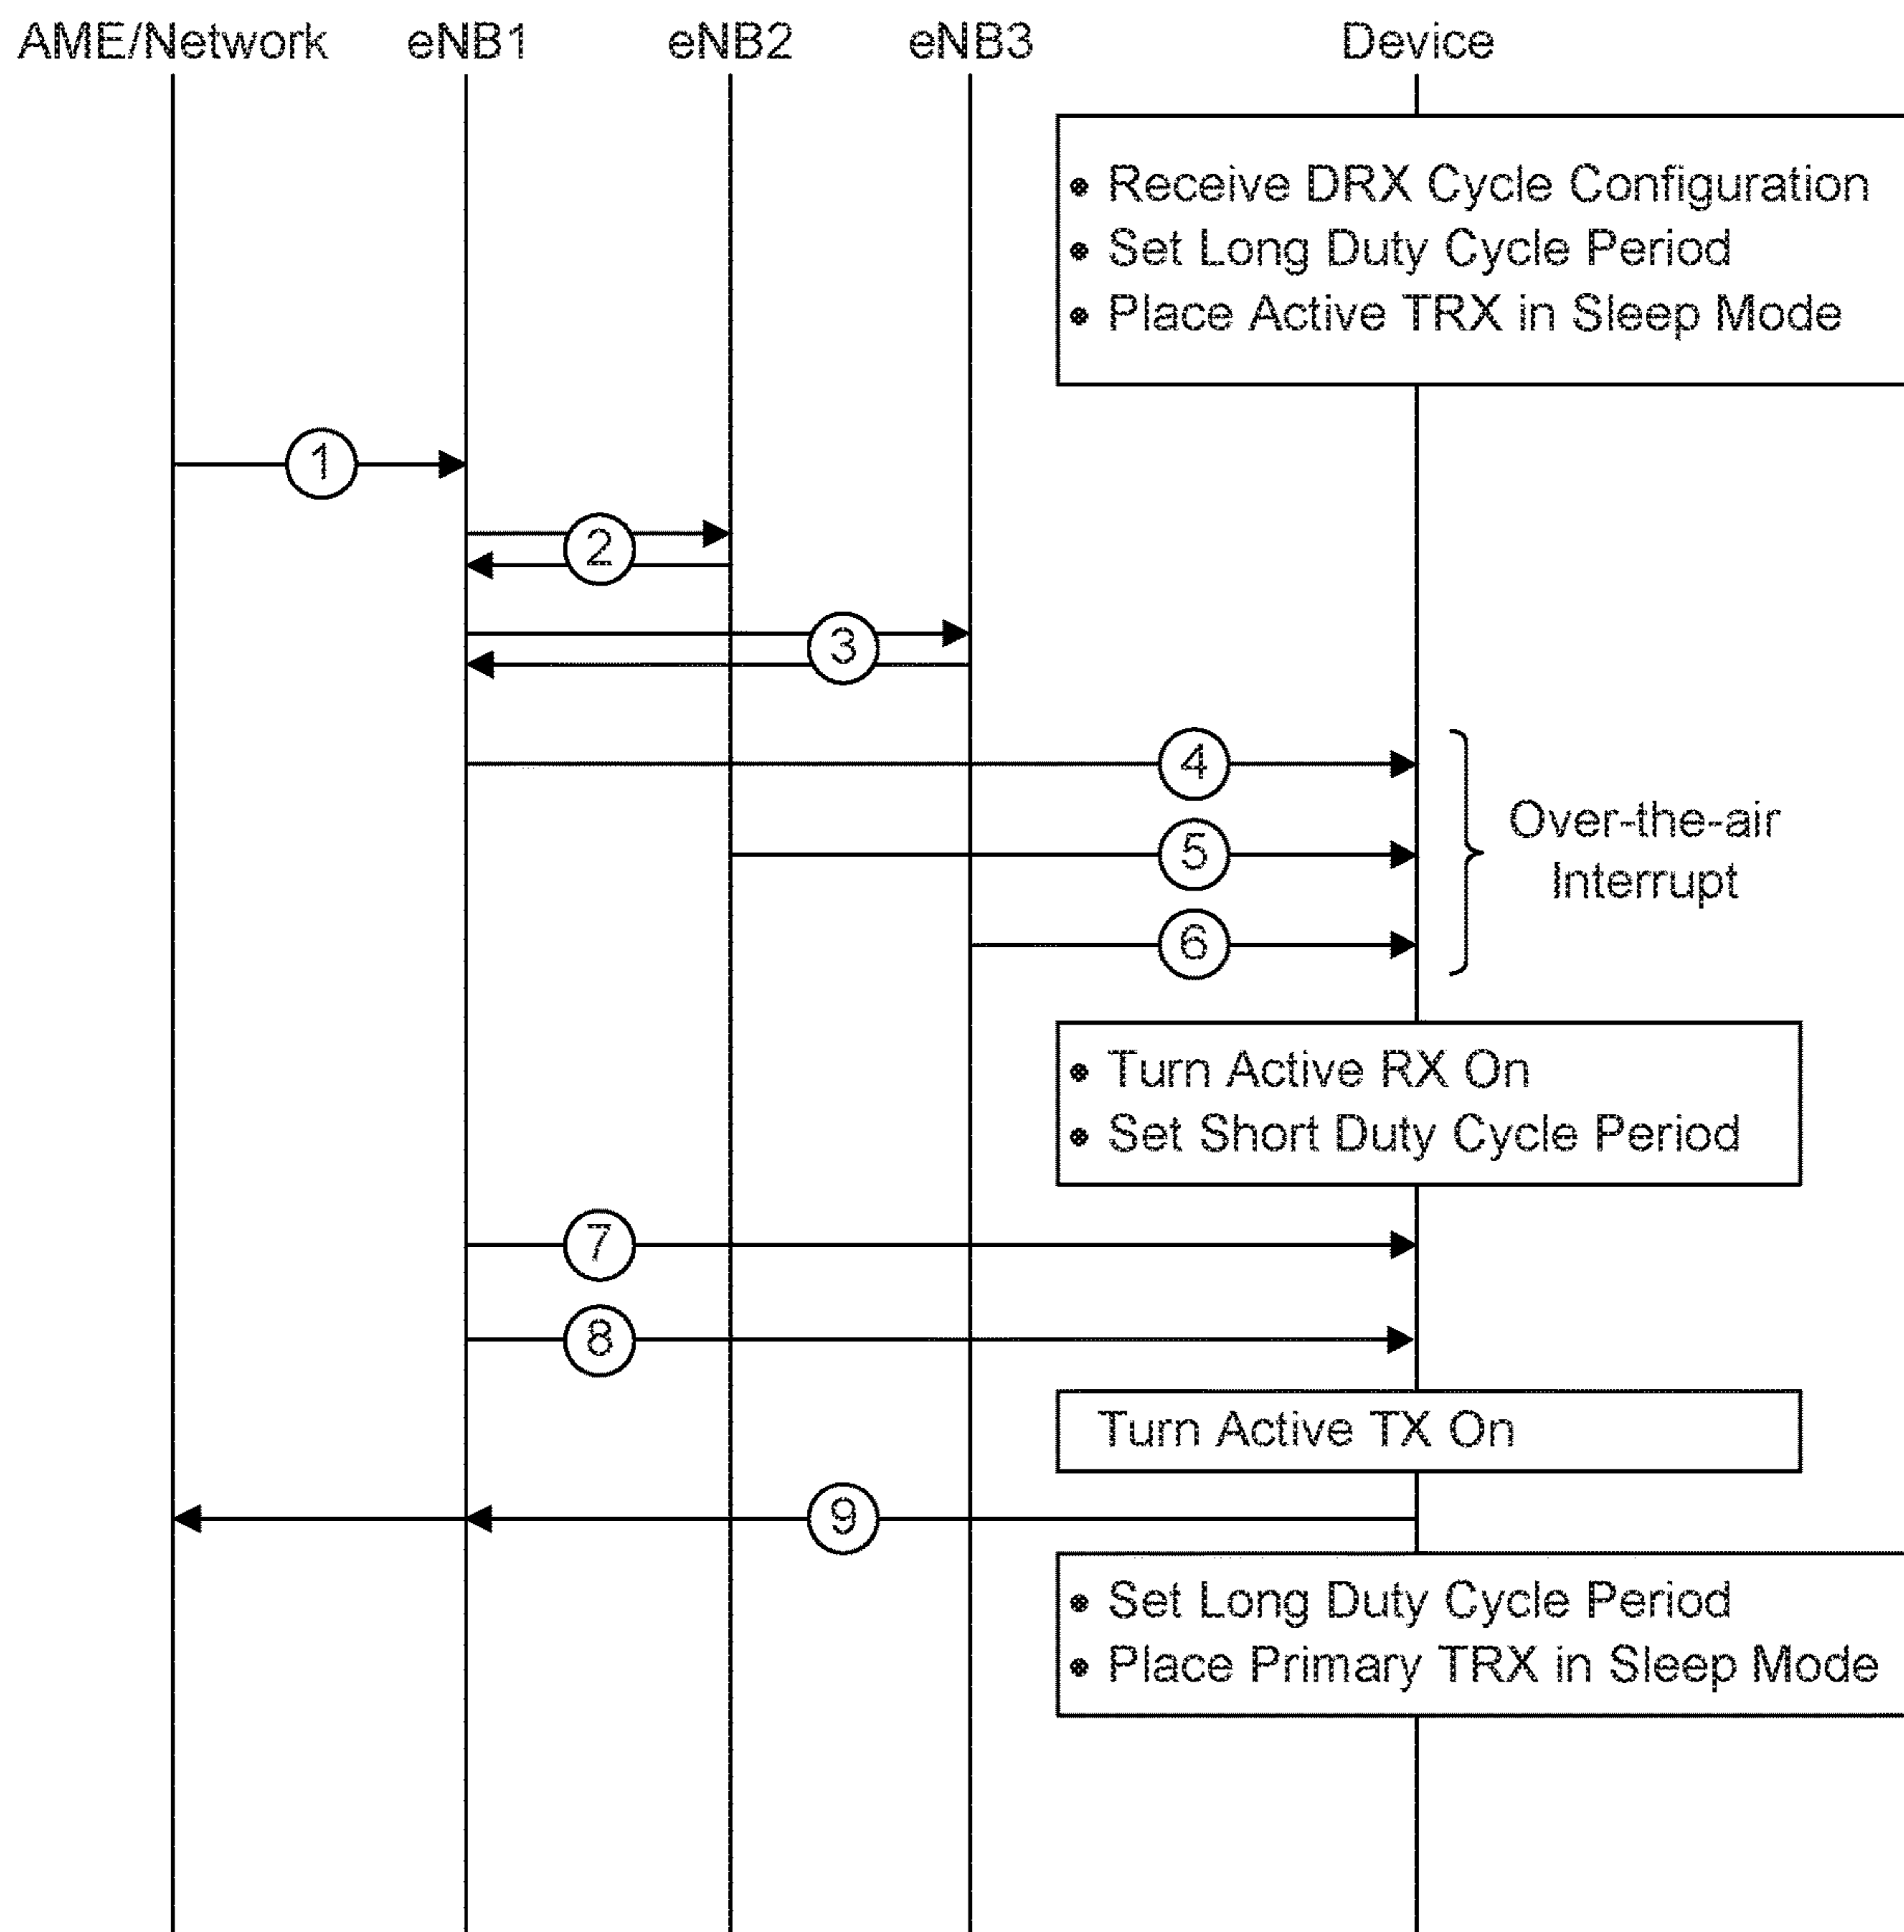 AME/Network eNB1 eNB2 eNB3 Device
• Receive DRX Cycle Configuration
• Set Long Duty Cycle Period
• Place Active TRX in Sleep Mode
1
2
3
4
5
6
Over-the-air
Interrupt
• Turn Active RX On
• Set Short Duty Cycle Period
7
8
Turn Active TX On
9
• Set Long Duty Cycle Period
• Place Primary TRX in Sleep Mode